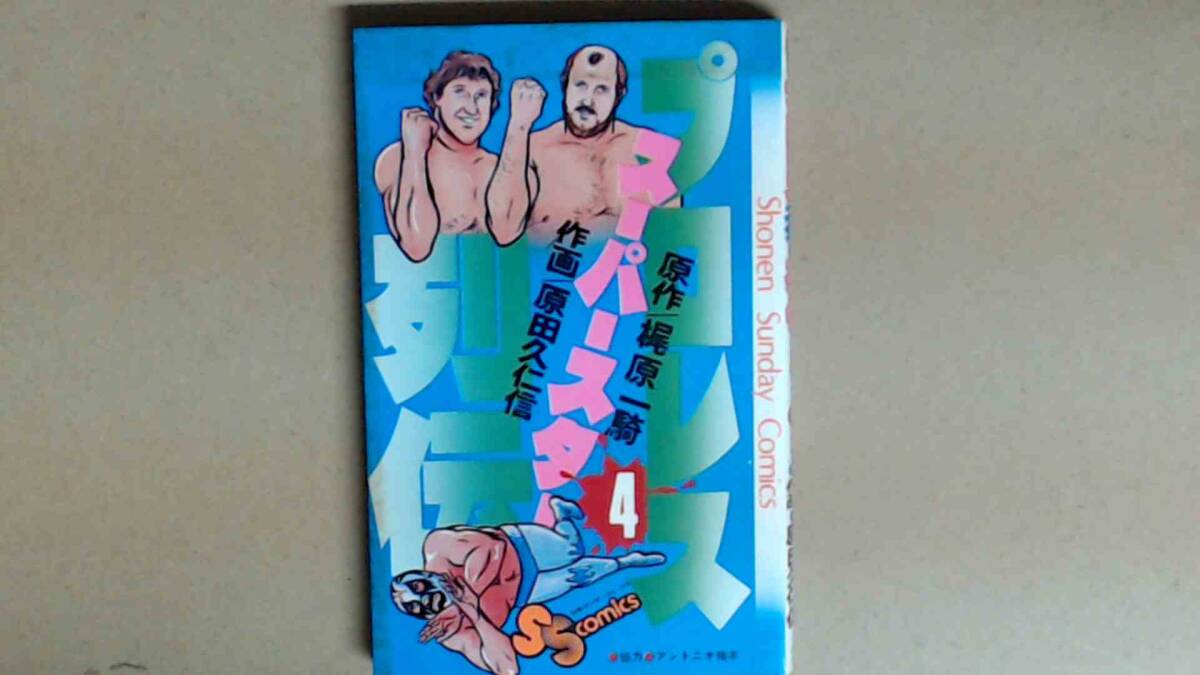 プロレス
スーパースター
列伝
原作/梶原一騎
作画/原田久仁信
4
SS comics
協力●アントニオ猪木
Shonen Sunday Comics